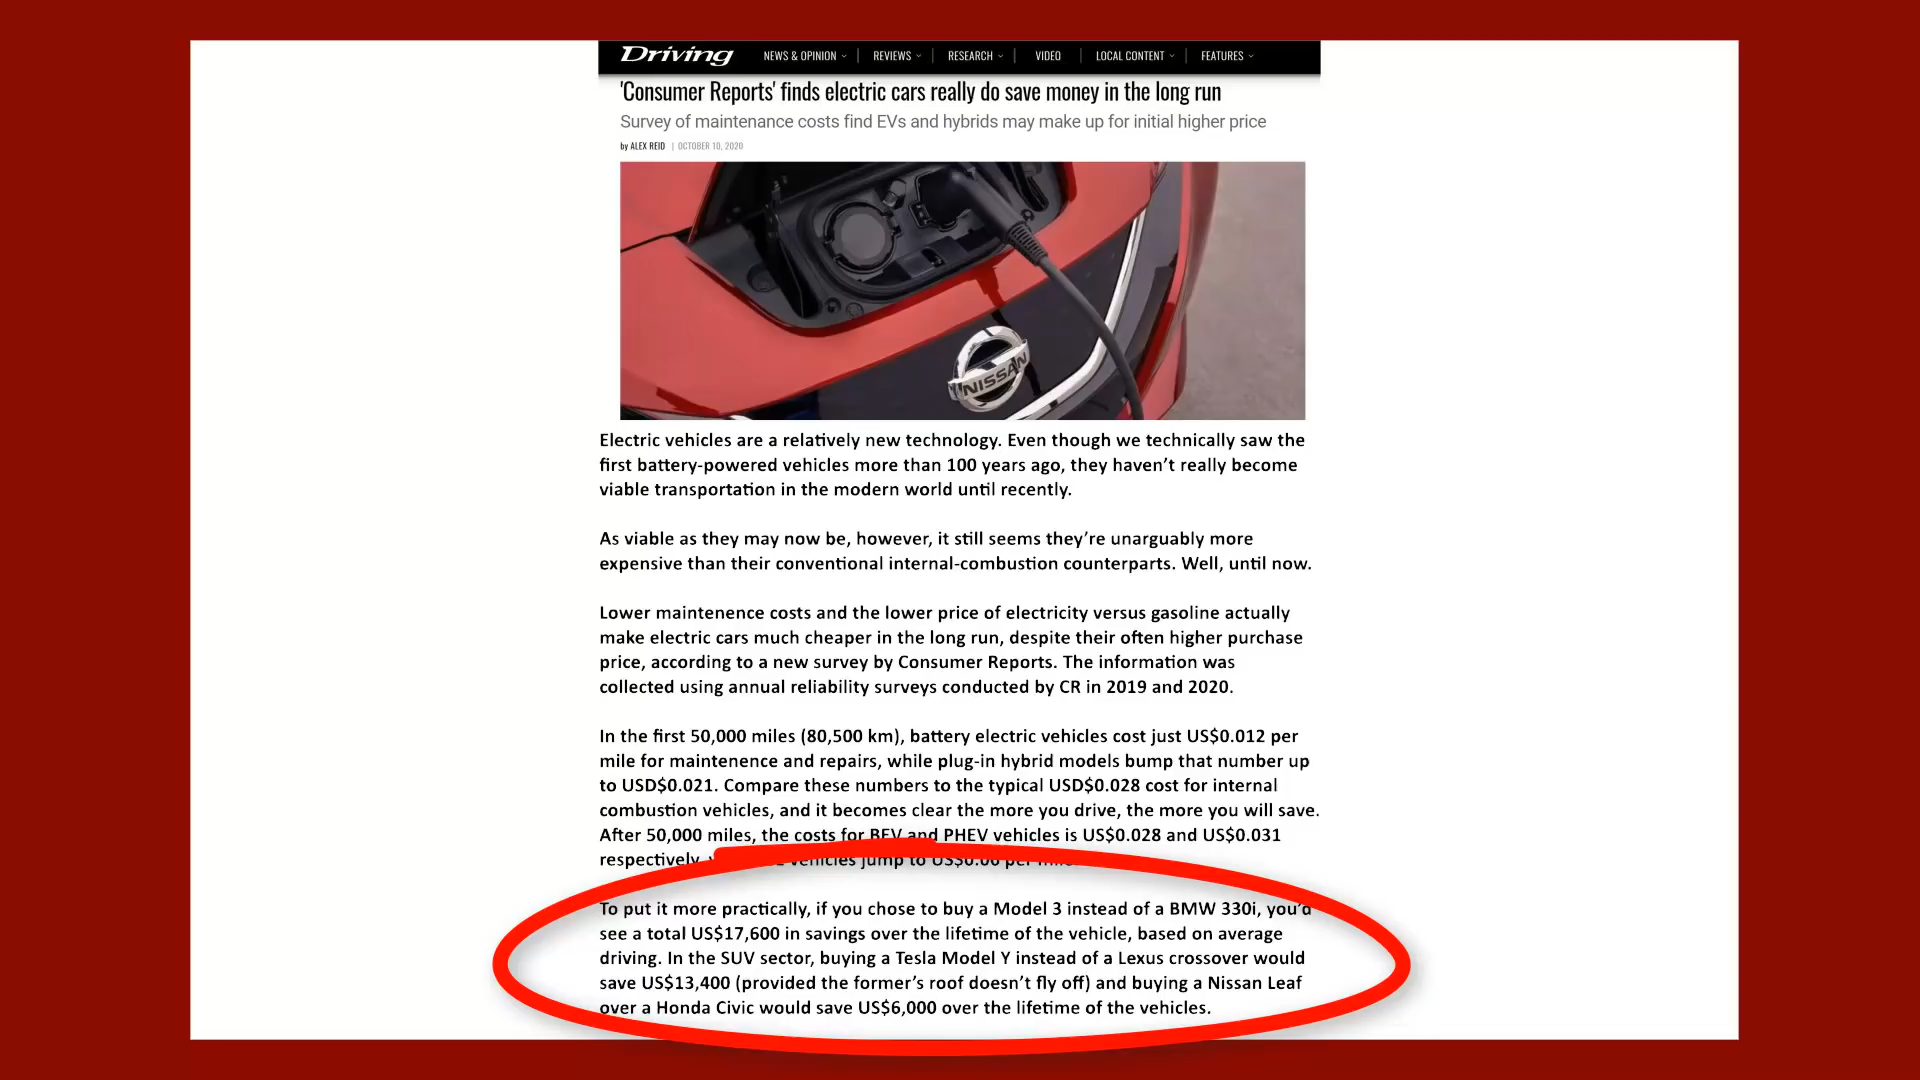 Driving NEWS & OPINION REVIEWS RESEARCH VIDEO LOCAL CONTENT FEATURES
'Consumer Reports' finds electric cars really do save money in the long run
Survey of maintenance costs find EVs and hybrids may make up for initial higher price
by ALEX REID | OCTOBER 10, 2020
NISSAN
Electric vehicles are a relatively new technology. Even though we technically saw the
first battery-powered vehicles more than 100 years ago, they haven't really become
viable transportation in the modern world until recently.
As viable as they may now be, however, it still seems they're unarguably more
expensive than their conventional internal-combustion counterparts. Well, until now.
Lower maintenence costs and the lower price of electricity versus gasoline actually
make electric cars much cheaper in the long run, despite their often higher purchase
price, according to a new survey by Consumer Reports. The information was
collected using annual reliability surveys conducted by CR in 2019 and 2020.
In the first 50,000 miles (80,500 km), battery electric vehicles cost just US$0.012 per
mile for maintenence and repairs, while plug-in hybrid models bump that number up
to USD$0.021. Compare these numbers to the typical USD$0.028 cost for internal
combustion vehicles, and it becomes clear the more you drive, the more you will save.
After 50,000 miles, the costs for BEV and PHEV vehicles is US$0.028 and US$0.031
respectively, vehicles jump to US$0.06 per
To put it more practically, if you chose to buy a Model 3 instead of a BMW 330i, you'd
see a total US$17,600 in savings over the lifetime of the vehicle, based on average
driving. In the SUV sector, buying a Tesla Model Y instead of a Lexus crossover would
save US$13,400 (provided the former's roof doesn't fly off) and buying a Nissan Leaf
over a Honda Civic would save US$6,000 over the lifetime of the vehicles.